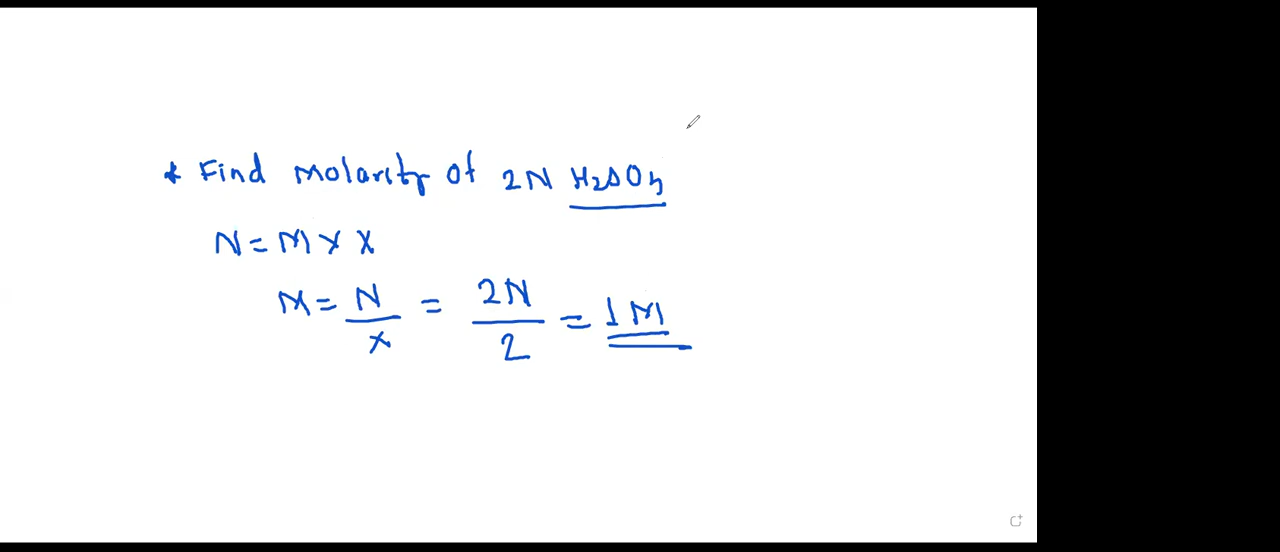 * Find Molarity of 2N H₂SO₄
N = M × x
M = N/x = 2N/2 = 1M